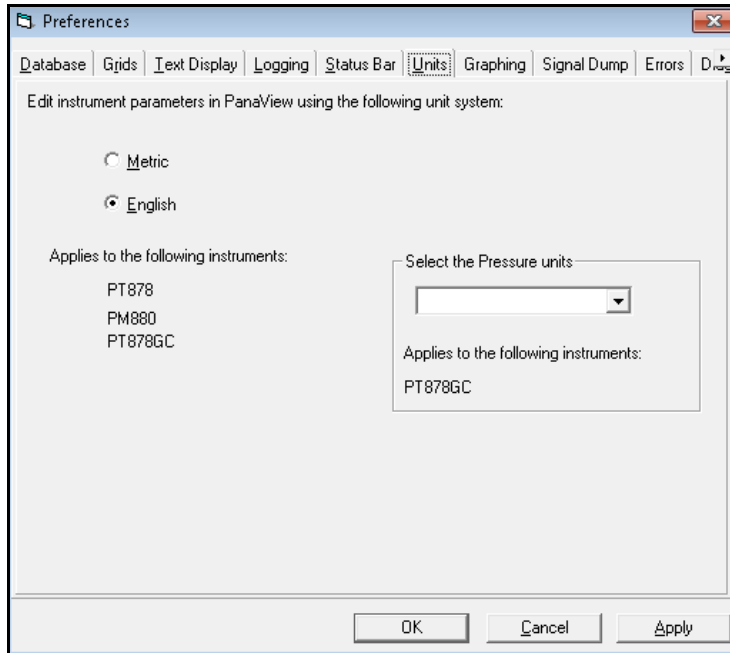 Preferences
Database Grids Text Display Logging Status Bar Units Graphing Signal Dump Errors
Edit instrument parameters in PanaView using the following unit system:
Metric
English
Applies to the following instruments:
PT878
PM880
PT878GC
Select the Pressure units
Applies to the following instruments:
PT878GC
OK Cancel Apply